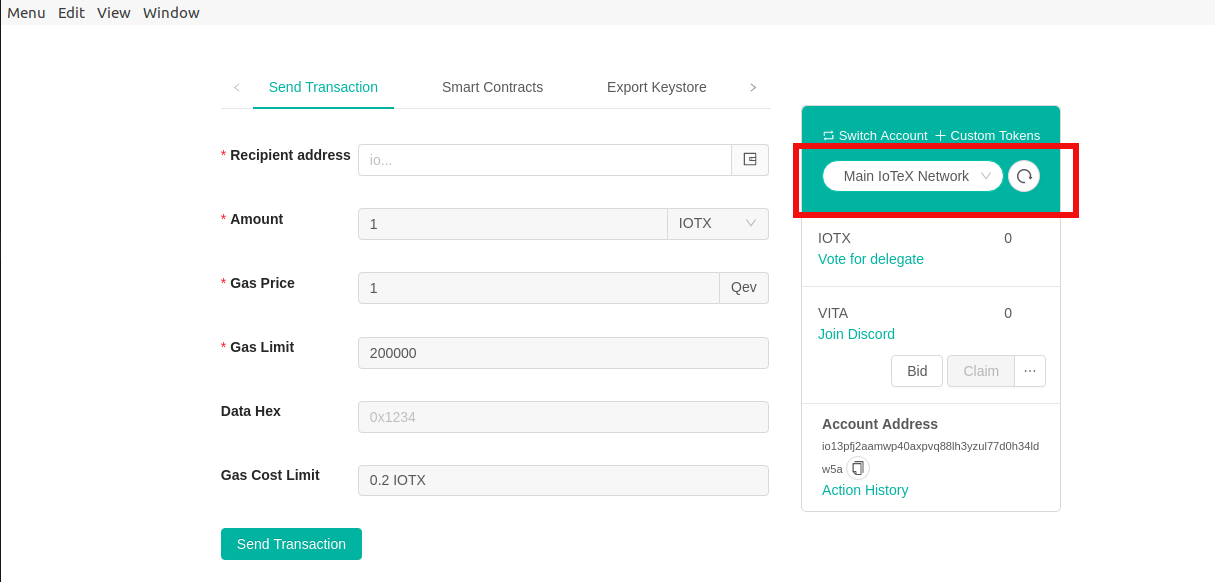 Menu Edit View Window
Send Transaction Smart Contracts Export Keystore
* Recipient address io...
* Amount 1 IOTX
* Gas Price 1 Qev
* Gas Limit 200000
Data Hex 0x1234
Gas Cost Limit 0.2 IOTX
Send Transaction
Switch Account Custom Tokens
Main IoTeX Network
IOTX 0
Vote for delegate
VITA 0
Join Discord
Bid Claim ...
Account Address
io13pfj2aamwp40axpvq88lh3yzul77d0h34ld
w5a
Action History